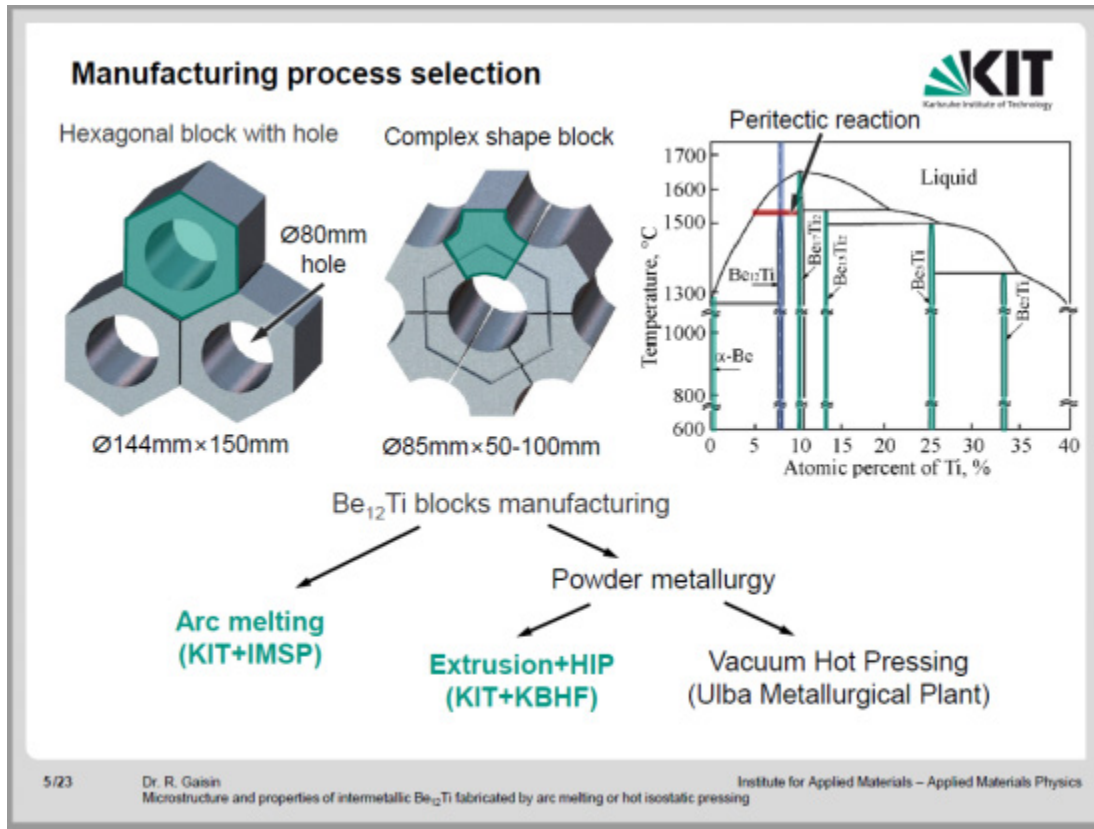 Manufacturing process selection
KIT
Karlsruhe Institute of Technology
Hexagonal block with hole
Complex shape block
Peritectic reaction
Ø80mm
hole
Ø144mm×150mm
Ø85mm×50-100mm
1700
1600
1500
1300
1000
800
600
Temperature, °C
Liquid
Be₁₂Ti
Be₁₇Ti₂
Be₃Ti
Be₂Ti
α-Be
0
5
10
15
20
25
30
35
40
Atomic percent of Ti, %
Be₁₂Ti blocks manufacturing
Powder metallurgy
Arc melting
(KIT+IMSP)
Extrusion+HIP
(KIT+KBHF)
Vacuum Hot Pressing
(Ulba Metallurgical Plant)
5/23
Dr. R. Gaisin
Institute for Applied Materials – Applied Materials Physics
Microstructure and properties of intermetallic Be₁₂Ti fabricated by arc melting or hot isostatic pressing